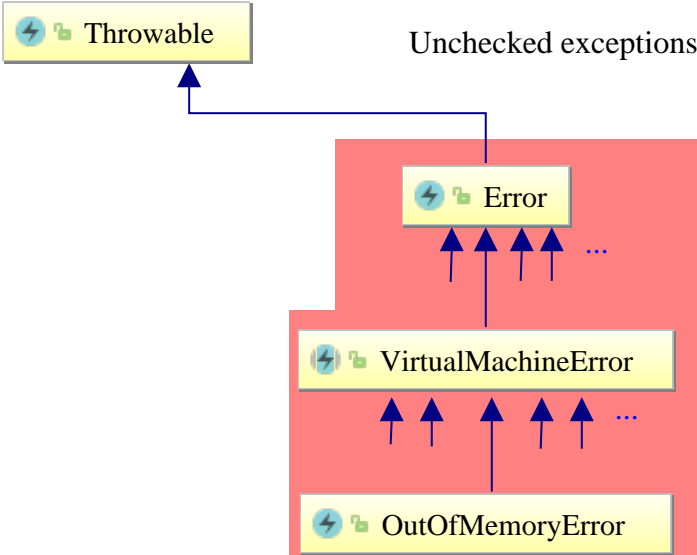 Throwable
Unchecked exceptions
Error
...
VirtualMachineError
...
OutOfMemoryError